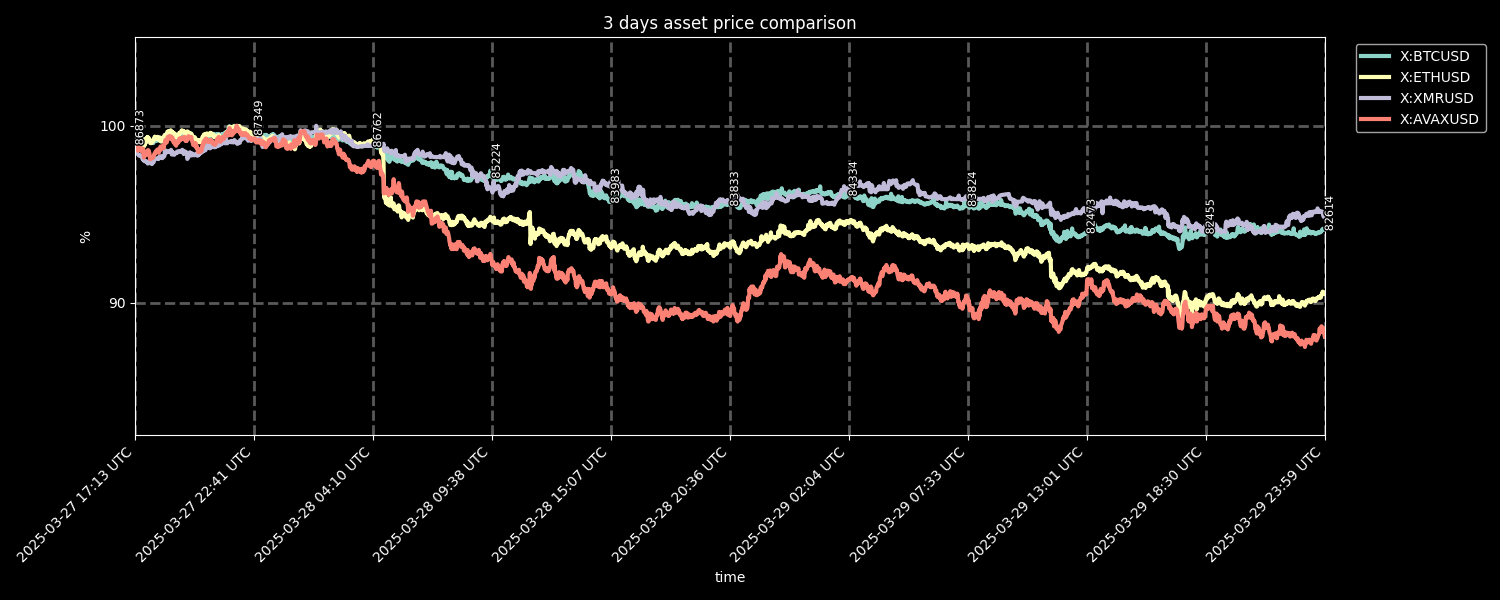 3 days asset price comparison
X:BTCUSD
X:ETHUSD
X:XMRUSD
X:AVAXUSD
100
90
%
86873
87349
86762
85224
83983
83833
84334
83824
82473
82455
82614
2025-03-27 17:13 UTC
2025-03-27 22:41 UTC
2025-03-28 04:10 UTC
2025-03-28 09:38 UTC
2025-03-28 15:07 UTC
2025-03-28 20:36 UTC
2025-03-29 02:04 UTC
2025-03-29 07:33 UTC
2025-03-29 13:01 UTC
2025-03-29 18:30 UTC
2025-03-29 23:59 UTC
time